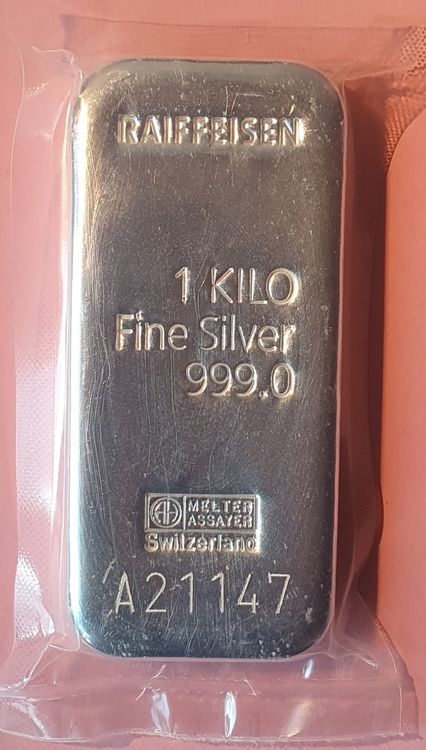 RAIFFEISEN
1 KILO
Fine Silver
999.0
MELTER
ASSAYER
Switzerland
A21147